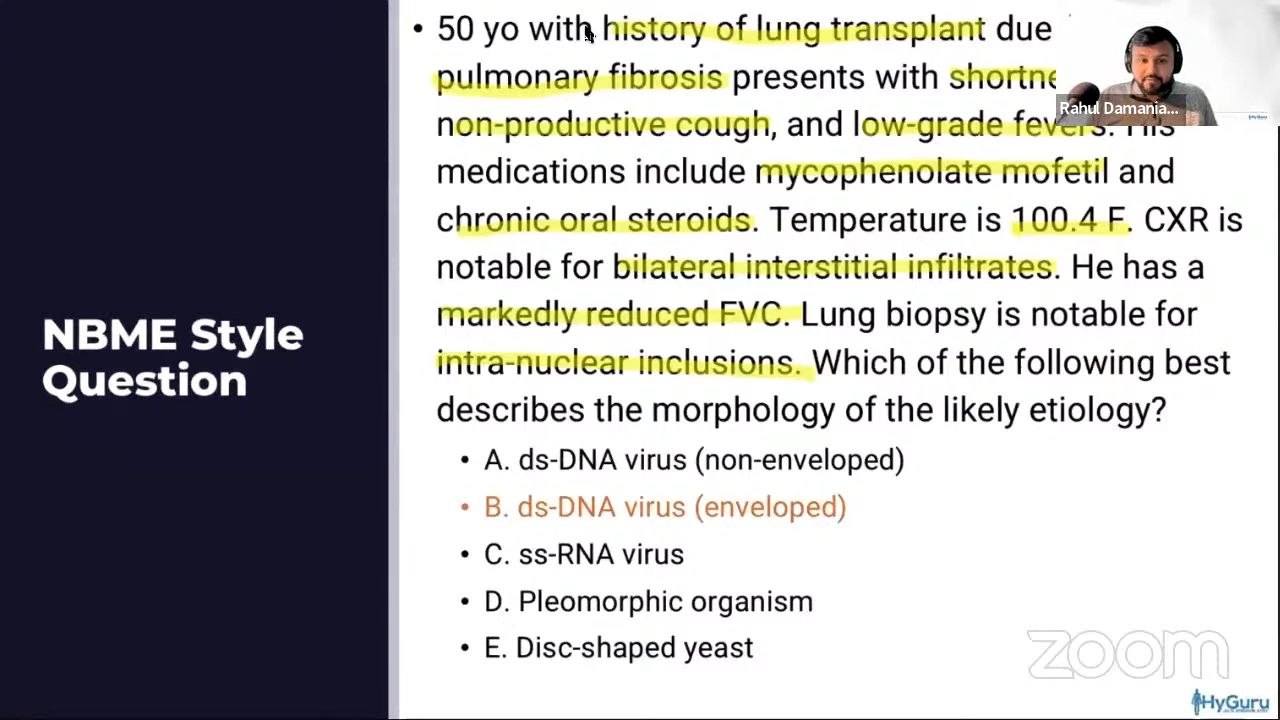 • 50 yo with history of lung transplant due
pulmonary fibrosis presents with shortne
non-productive cough, and low-grade fevers. His
medications include mycophenolate mofetil and
chronic oral steroids. Temperature is 100.4 F. CXR is
notable for bilateral interstitial infiltrates. He has a
markedly reduced FVC. Lung biopsy is notable for
intra-nuclear inclusions. Which of the following best
describes the morphology of the likely etiology?
• A. ds-DNA virus (non-enveloped)
• B. ds-DNA virus (enveloped)
• C. ss-RNA virus
• D. Pleomorphic organism
• E. Disc-shaped yeast
NBME Style
Question
Rahul Damania...
zoom
HyGuru